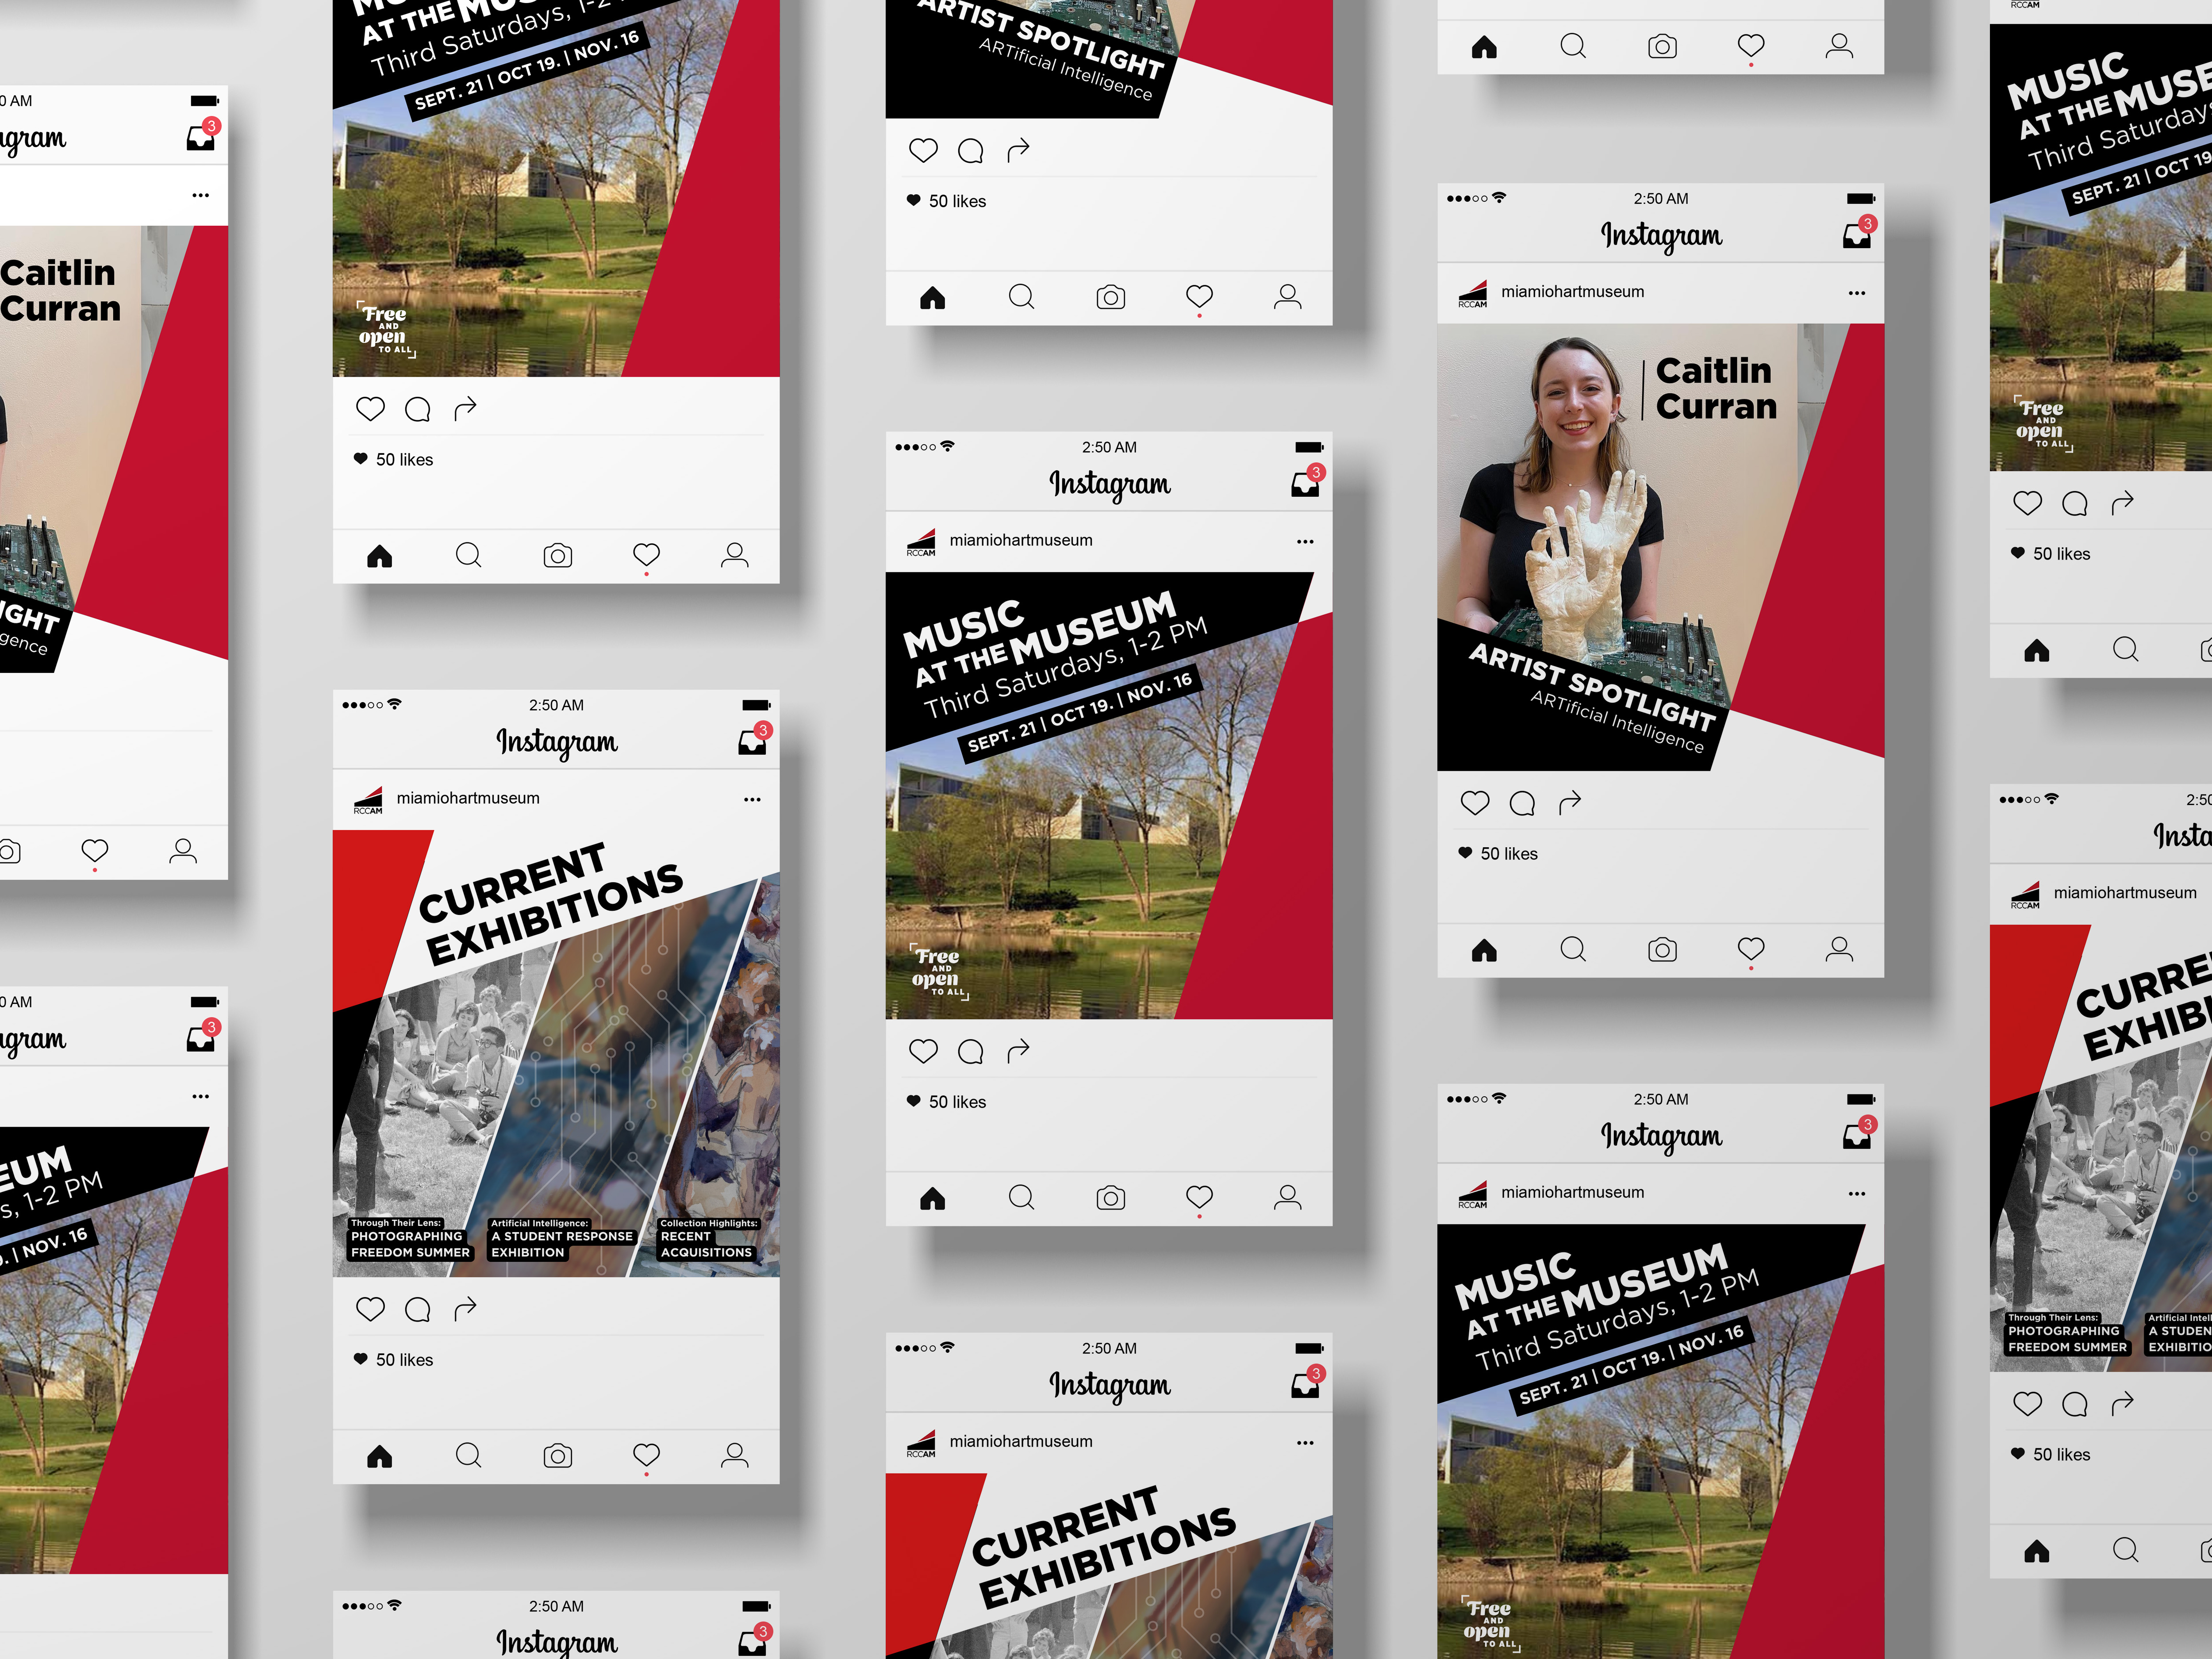 0 AM
agram
3
Caitlin
Curran
IGHT
gence
0 AM
agram
3
EUM
s, 1-2 PM
NOV. 16
AT THE MUSEUM
Third Saturdays, 1-2
SEPT. 21 | OCT 19. | NOV. 16
Free
AND
open
TO ALL
50 likes
2:50 AM
Instagram
3
RCCAM
miamiohartmuseum
CURRENT
EXHIBITIONS
Through Their Lens:
PHOTOGRAPHING
FREEDOM SUMMER
Artificial Intelligence:
A STUDENT RESPONSE
EXHIBITION
Collection Highlights:
RECENT
ACQUISITIONS
50 likes
2:50 AM
Instagram
3
ARTIST SPOTLIGHT
ARTificial Intelligence
50 likes
2:50 AM
Instagram
3
RCCAM
miamiohartmuseum
MUSIC
AT THE MUSEUM
Third Saturdays, 1-2 PM
SEPT. 21 | OCT 19. | NOV. 16
Free
AND
open
TO ALL
50 likes
2:50 AM
Instagram
3
RCCAM
miamiohartmuseum
CURRENT
EXHIBITIONS
2:50 AM
Instagram
3
RCCAM
miamiohartmuseum
Caitlin
Curran
ARTIST SPOTLIGHT
ARTificial Intelligence
50 likes
2:50 AM
Instagram
3
RCCAM
miamiohartmuseum
MUSIC
AT THE MUSEUM
Third Saturdays, 1-2 PM
SEPT. 21 | OCT 19. | NOV. 16
Free
AND
open
TO ALL
RCCAM
MUSIC
AT THE MUSE
Third Saturday
SEPT. 21 | OCT 19
Free
AND
open
TO ALL
50 likes
2:50
Insta
RCCAM
miamiohartmuseum
CURRE
EXHIB
Through Their Lens:
PHOTOGRAPHING
FREEDOM SUMMER
Artificial Intell
A STUDEN
EXHIBITIO
50 likes